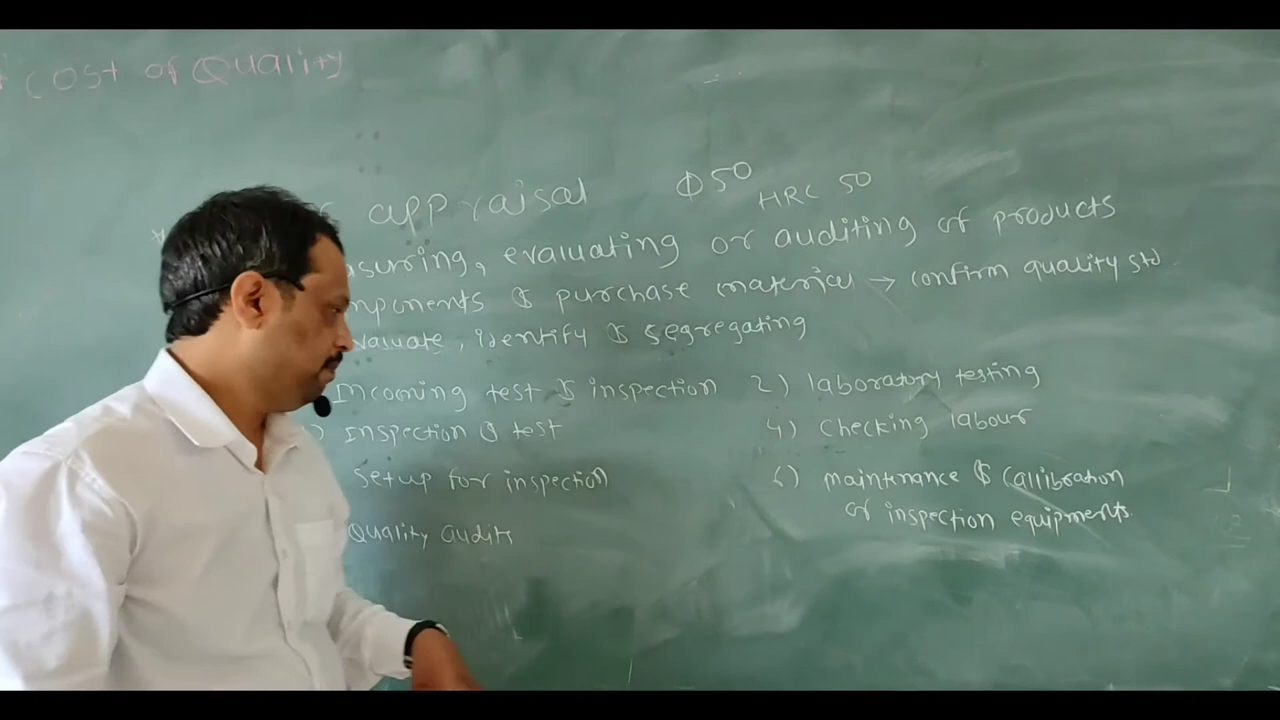 Cost of Quality
Φ50
appraisal
HRC 50
asuring, evaluating or auditing of products
mponents & purchase material → confirm quality std
valuate, identify & segregating
Incoming test & inspection 2) laboratory testing
) Inspection & test 4) Checking labour
Setup for inspection 6) maintenance & Callibration
of inspection equipments
Quality audits